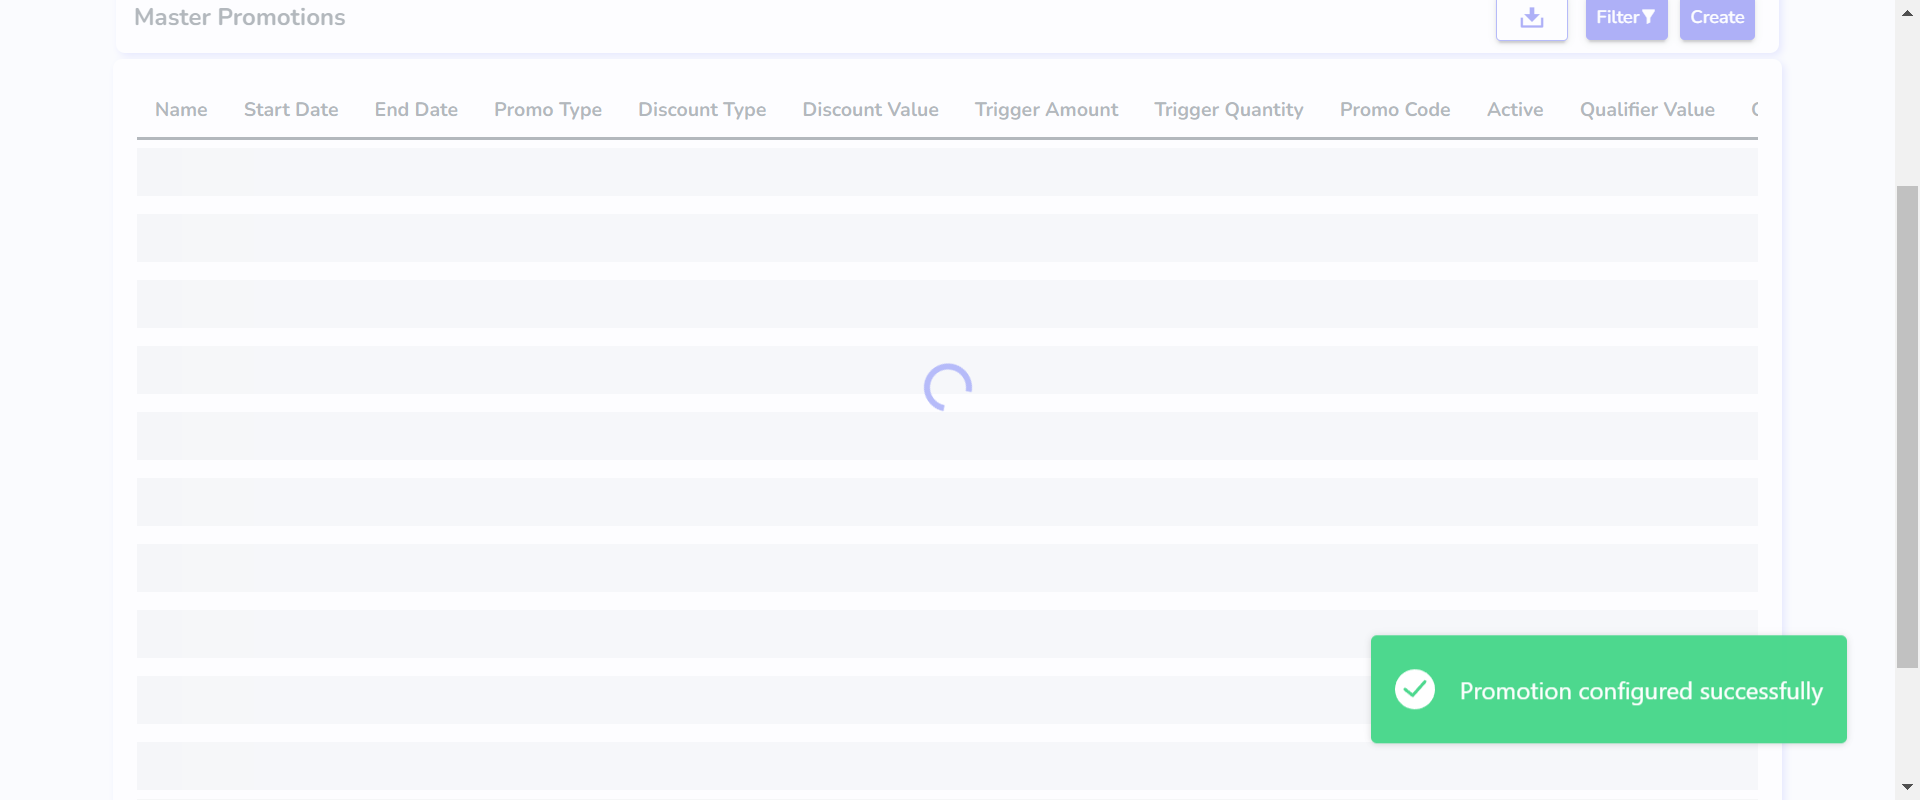 Master Promotions
Filter
Create
Name Start Date End Date Promo Type Discount Type Discount Value Trigger Amount Trigger Quantity Promo Code Active Qualifier Value
Promotion configured successfully